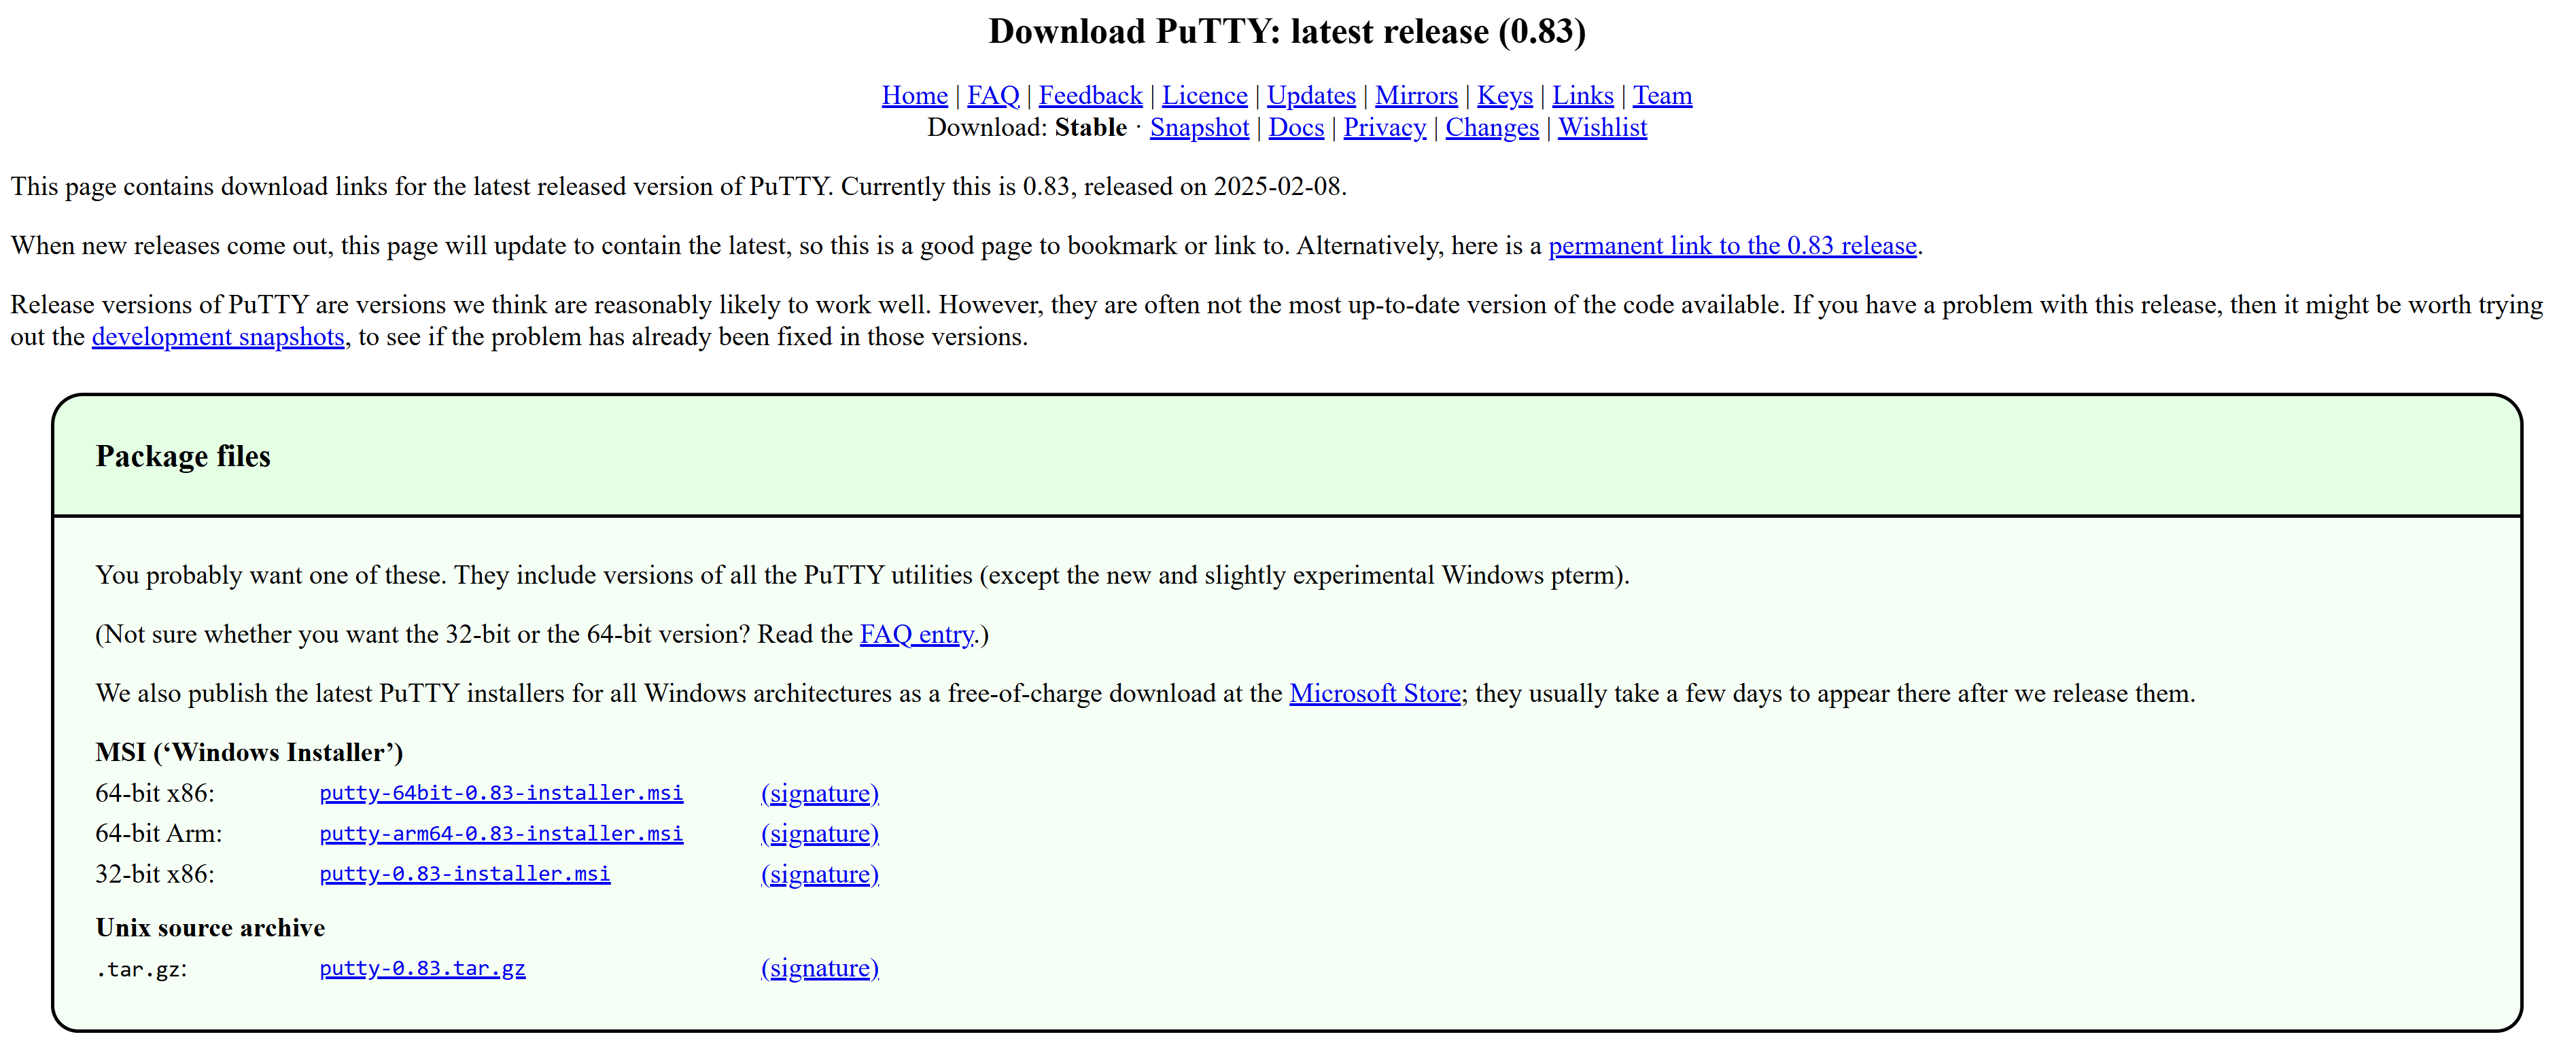 Download PuTTY: latest release (0.83)
Home | FAQ | Feedback | Licence | Updates | Mirrors | Keys | Links | Team
Download: Stable · Snapshot | Docs | Privacy | Changes | Wishlist
This page contains download links for the latest released version of PuTTY. Currently this is 0.83, released on 2025-02-08.
When new releases come out, this page will update to contain the latest, so this is a good page to bookmark or link to. Alternatively, here is a permanent link to the 0.83 release.
Release versions of PuTTY are versions we think are reasonably likely to work well. However, they are often not the most up-to-date version of the code available. If you have a problem with this release, then it might be worth trying
out the development snapshots, to see if the problem has already been fixed in those versions.
Package files
You probably want one of these. They include versions of all the PuTTY utilities (except the new and slightly experimental Windows pterm).
(Not sure whether you want the 32-bit or the 64-bit version? Read the FAQ entry.)
We also publish the latest PuTTY installers for all Windows architectures as a free-of-charge download at the Microsoft Store; they usually take a few days to appear there after we release them.
MSI (‘Windows Installer’)
64-bit x86: putty-64bit-0.83-installer.msi (signature)
64-bit Arm: putty-arm64-0.83-installer.msi (signature)
32-bit x86: putty-0.83-installer.msi (signature)
Unix source archive
.tar.gz: putty-0.83.tar.gz (signature)